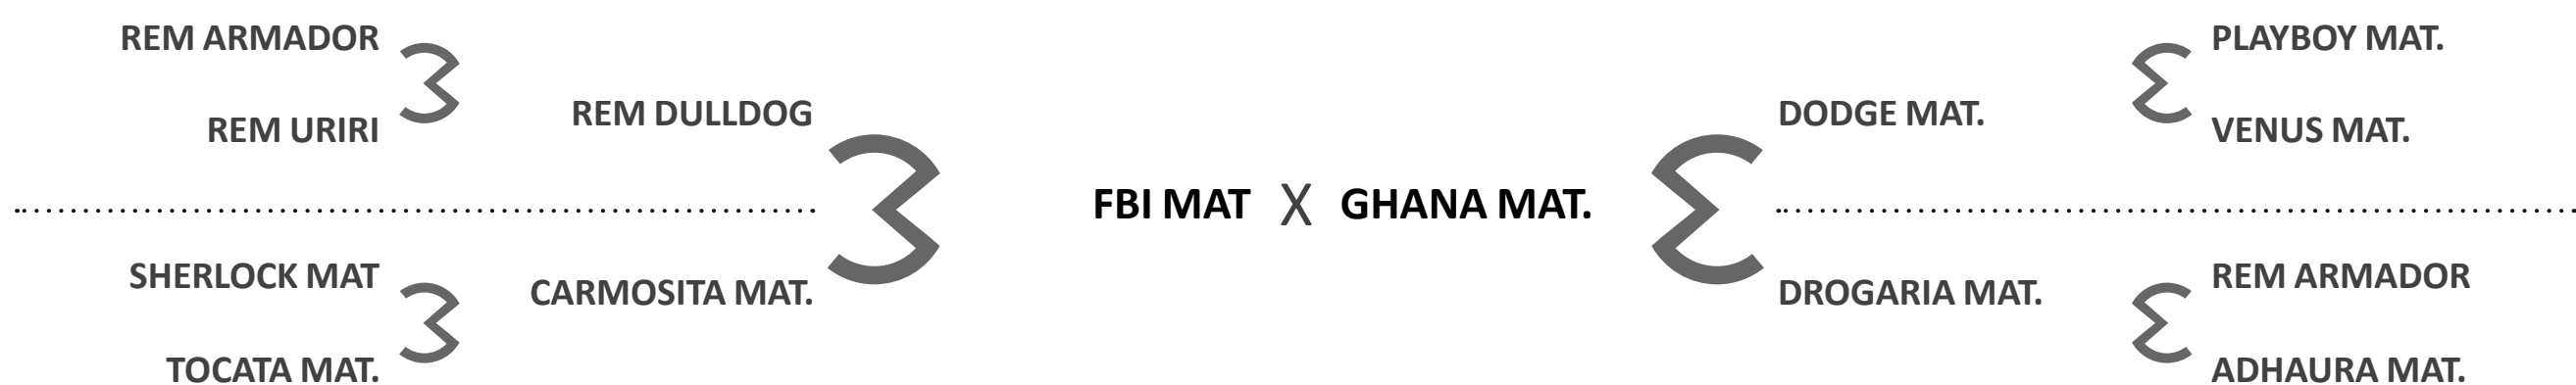 REM ARMADOR
REM URIRI
REM DULLDOG
SHERLOCK MAT
TOCATA MAT.
CARMOSITA MAT.
FBI MAT X GHANA MAT.
DODGE MAT.
PLAYBOY MAT.
VENUS MAT.
DROGARIA MAT.
REM ARMADOR
ADHAURA MAT.